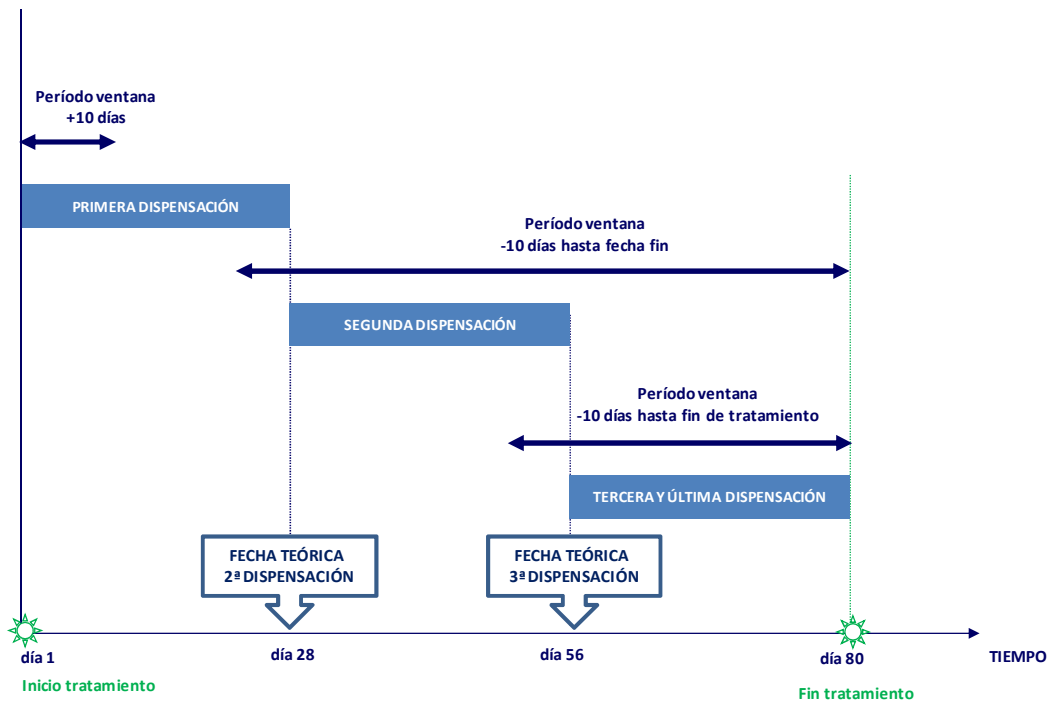 Período ventana
+10 días
PRIMERA DISPENSACIÓN
Período ventana
-10 días hasta fecha fin
SEGUNDA DISPENSACIÓN
Período ventana
-10 días hasta fin de tratamiento
TERCERA Y ÚLTIMA DISPENSACIÓN
FECHA TEÓRICA
2ª DISPENSACIÓN
FECHA TEÓRICA
3ª DISPENSACIÓN
día 1
día 28
día 56
día 80
TIEMPO
Inicio tratamiento
Fin tratamiento